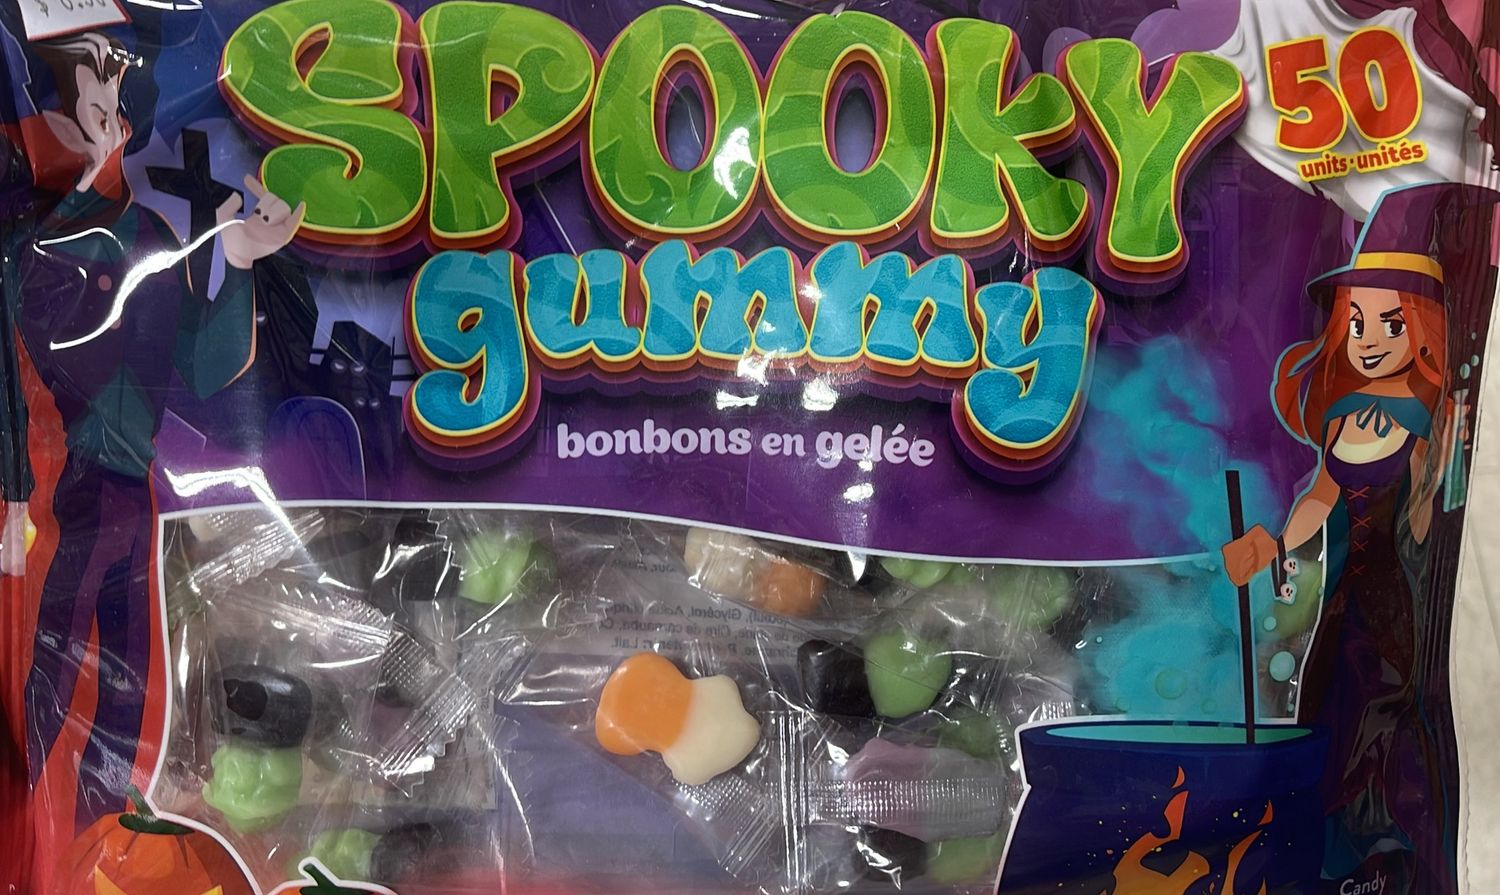 SPOOKY
gummy
bonbons en gelée
50
units·unités
Candy